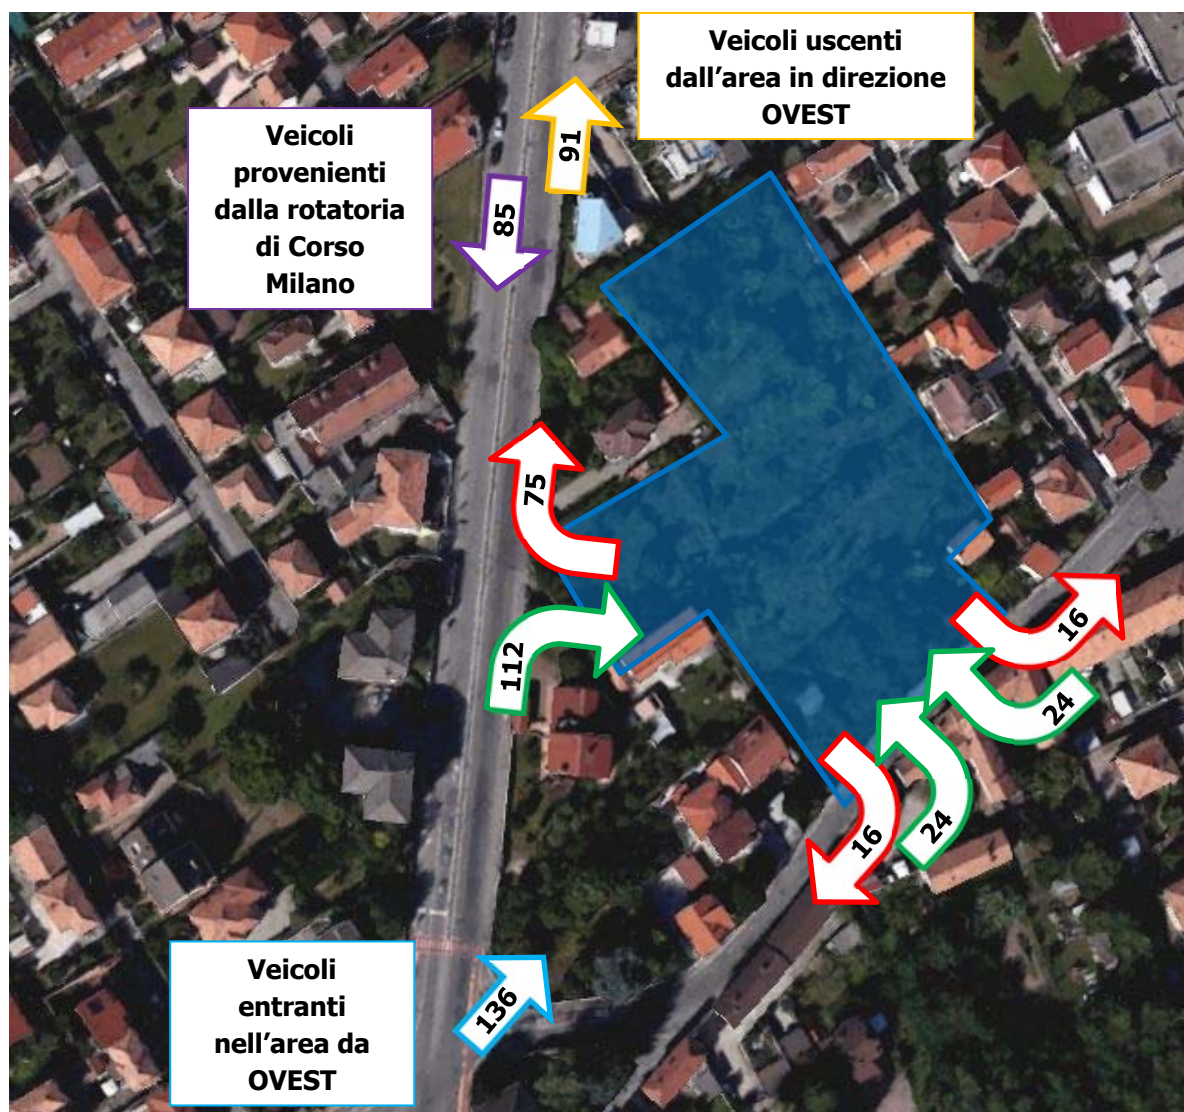 Veicoli uscenti
dall’area in direzione
OVEST
Veicoli
provenienti
dalla rotatoria
di Corso
Milano
91
85
75
112
16
24
24
16
136
Veicoli
entranti
nell’area da
OVEST